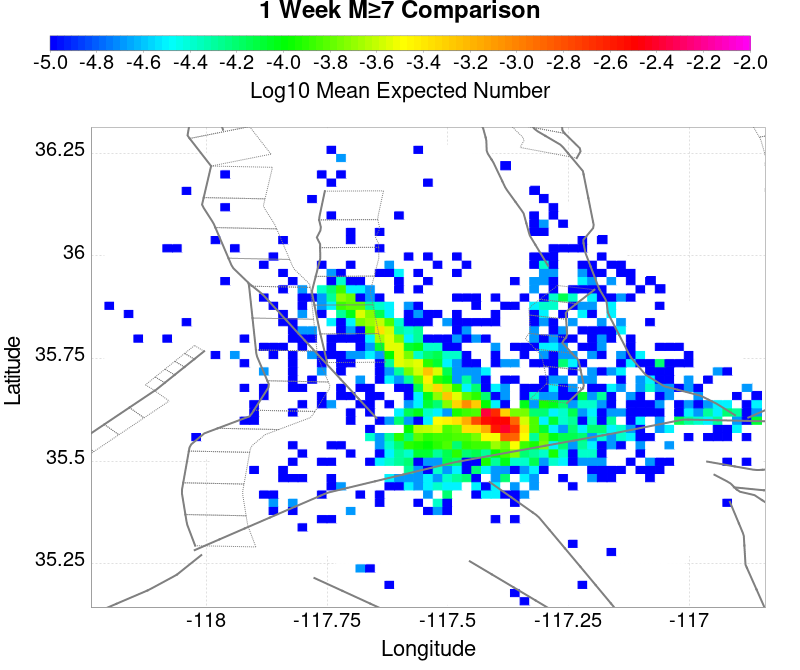 1 Week M≥7 Comparison
-5.0 -4.8 -4.6 -4.4 -4.2 -4.0 -3.8 -3.6 -3.4 -3.2 -3.0 -2.8 -2.6 -2.4 -2.2 -2.0
Log10 Mean Expected Number
36.25
36
35.75
35.5
35.25
Latitude
-118 -117.75 -117.5 -117.25 -117
Longitude